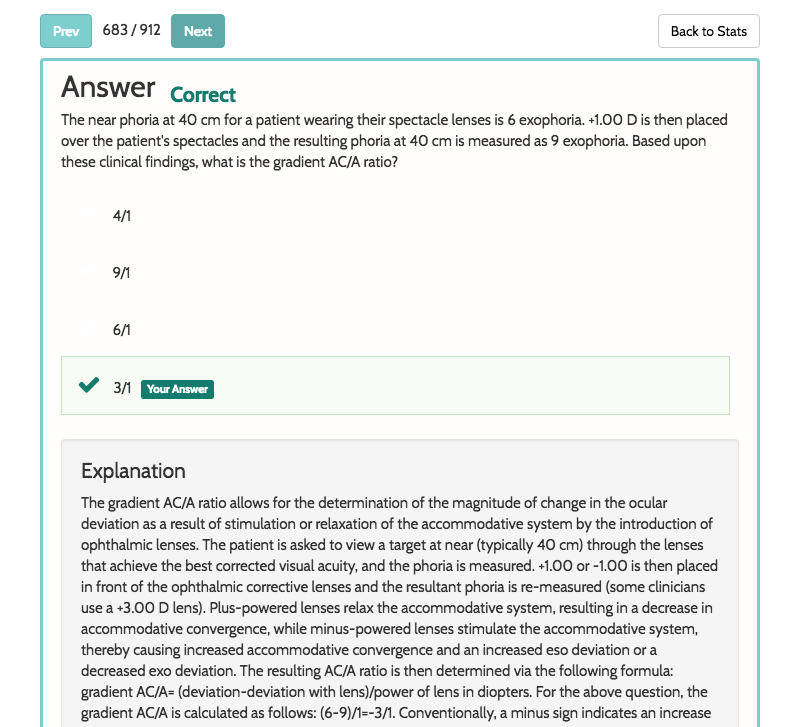 Prev 683 / 912 Next Back to Stats
Answer Correct
The near phoria at 40 cm for a patient wearing their spectacle lenses is 6 exophoria. +1.00 D is then placed
over the patient's spectacles and the resulting phoria at 40 cm is measured as 9 exophoria. Based upon
these clinical findings, what is the gradient AC/A ratio?
4/1
9/1
6/1
3/1 Your Answer
Explanation
The gradient AC/A ratio allows for the determination of the magnitude of change in the ocular
deviation as a result of stimulation or relaxation of the accommodative system by the introduction of
ophthalmic lenses. The patient is asked to view a target at near (typically 40 cm) through the lenses
that achieve the best corrected visual acuity, and the phoria is measured. +1.00 or -1.00 is then placed
in front of the ophthalmic corrective lenses and the resultant phoria is re-measured (some clinicians
use a +3.00 D lens). Plus-powered lenses relax the accommodative system, resulting in a decrease in
accommodative convergence, while minus-powered lenses stimulate the accommodative system,
thereby causing increased accommodative convergence and an increased eso deviation or a
decreased exo deviation. The resulting AC/A ratio is then determined via the following formula:
gradient AC/A= (deviation-deviation with lens)/power of lens in diopters. For the above question, the
gradient AC/A is calculated as follows: (6-9)/1=-3/1. Conventionally, a minus sign indicates an increase